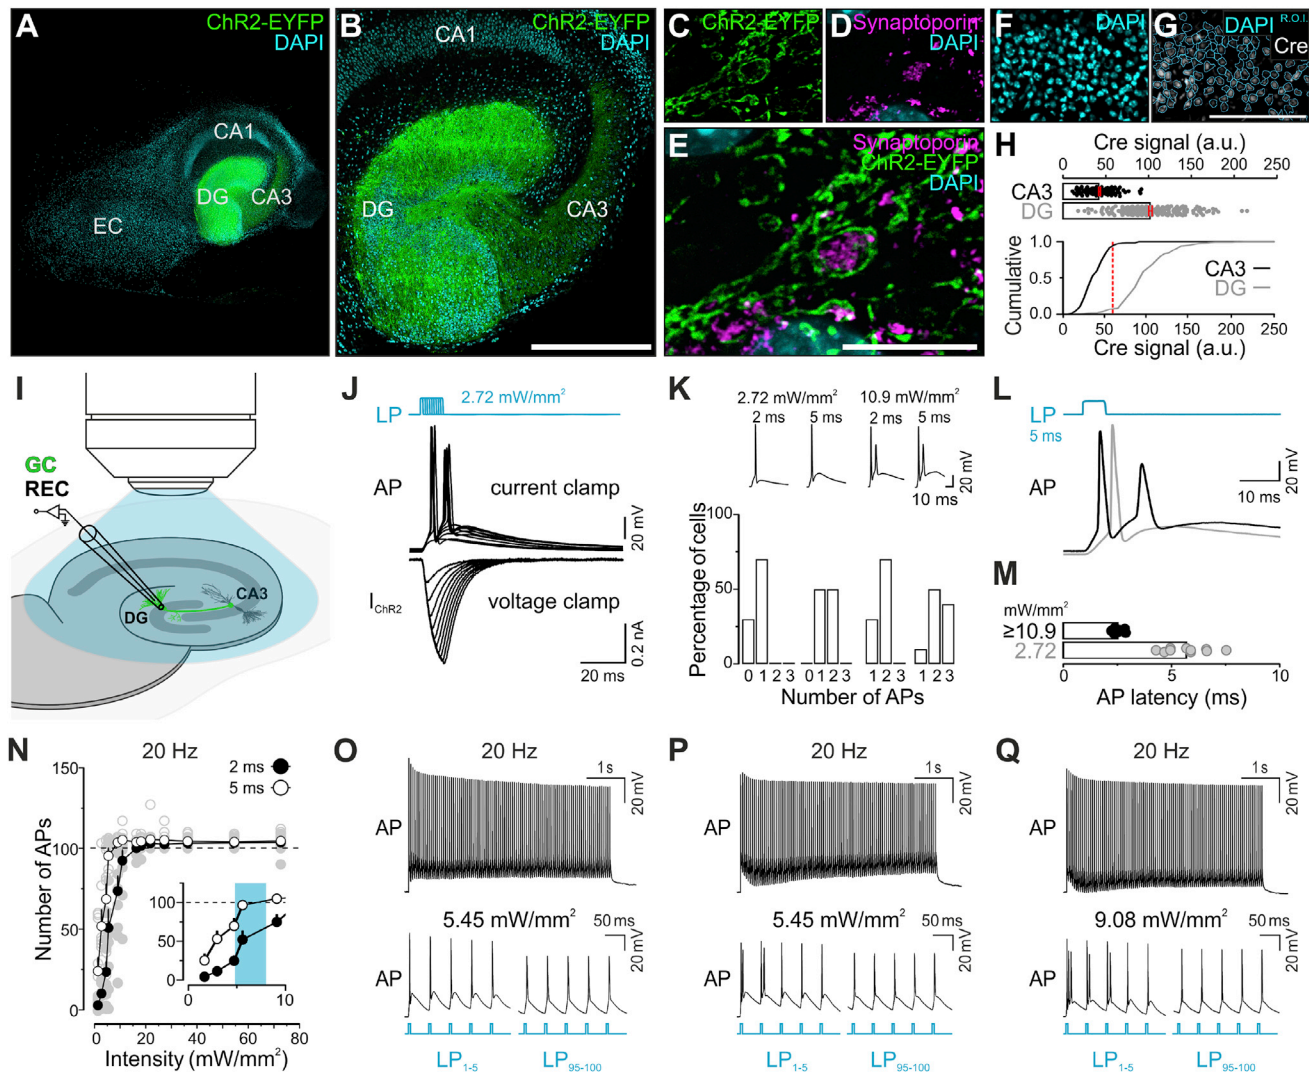 A
ChR2-EYFP
DAPI
CA1
DG
CA3
EC
B
ChR2-EYFP
DAPI
CA1
DG
CA3
C
ChR2-EYFP
D
Synaptoporin
DAPI
E
Synaptoporin
ChR2-EYFP
DAPI
F
DAPI
G
DAPI R.O.I.
Cre
H
Cre signal (a.u.)
0 50 100 150 200 250
CA3
DG
Cumulative
1.0
0.5
0.0
CA3
DG
0 50 100 150 200 250
Cre signal (a.u.)
I
GC
REC
DG
CA3
J
LP
2.72 mW/mm²
AP
current clamp
20 mV
I ChR2
voltage clamp
0.2 nA
20 ms
K
2.72 mW/mm² 10.9 mW/mm²
2 ms 5 ms 2 ms 5 ms
20 mV
10 ms
Percentage of cells
100
50
0
0 1 2 3 0 1 2 3 0 1 2 3 1 2 3
Number of APs
L
LP
5 ms
AP
20 mV
10 ms
M
mW/mm²
≥10.9
2.72
0 5 10
AP latency (ms)
N
20 Hz
2 ms
5 ms
Number of APs
150
100
50
0
100
50
0
0 5 10
0 20 40 60 80
Intensity (mW/mm²)
O
20 Hz
1s
20 mV
AP
5.45 mW/mm²
50 ms
20 mV
AP
LP1-5
LP95-100
P
20 Hz
1s
20 mV
AP
5.45 mW/mm²
50 ms
20 mV
AP
LP1-5
LP95-100
Q
20 Hz
1s
20 mV
AP
9.08 mW/mm²
50 ms
20 mV
AP
LP1-5
LP95-100